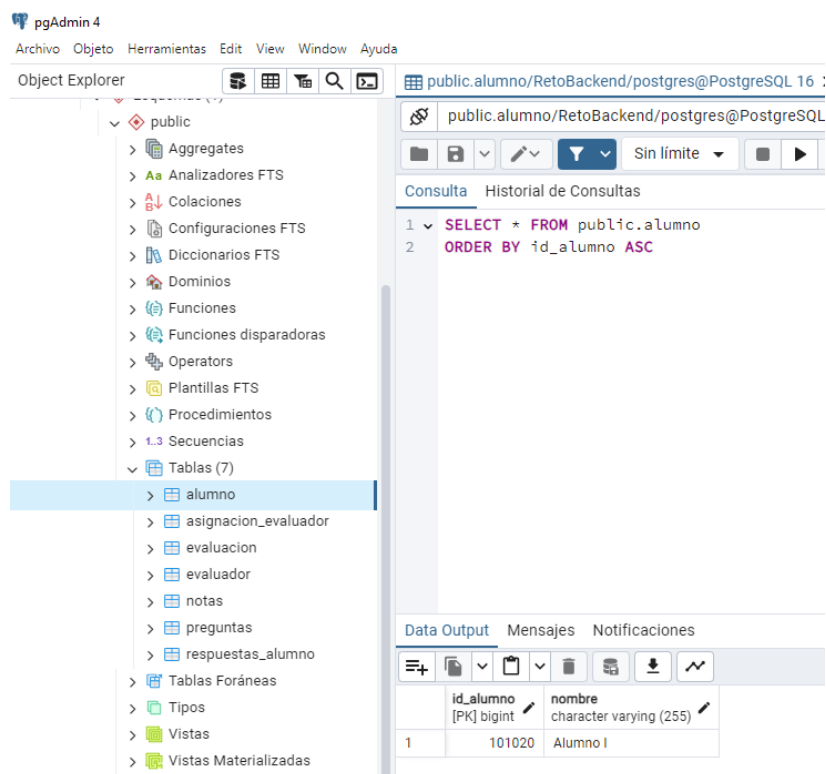 pgAdmin 4
Archivo Objeto Herramientas Edit View Window Ayuda
Object Explorer
public
Aggregates
Aa Analizadores FTS
Colaciones
Configuraciones FTS
Diccionarios FTS
Dominios
Funciones
Funciones disparadoras
Operators
Plantillas FTS
Procedimientos
1..3 Secuencias
Tablas (7)
alumno
asignacion_evaluador
evaluacion
evaluador
notas
preguntas
respuestas_alumno
Tablas Foráneas
Tipos
Vistas
Vistas Materializadas
public.alumno/RetoBackend/postgres@PostgreSQL 16
public.alumno/RetoBackend/postgres@PostgreSQL
Sin límite
Consulta Historial de Consultas
1 SELECT * FROM public.alumno
2 ORDER BY id_alumno ASC
Data Output Mensajes Notificaciones
id_alumno nombre
[PK] bigint character varying (255)
1 101020 Alumno I